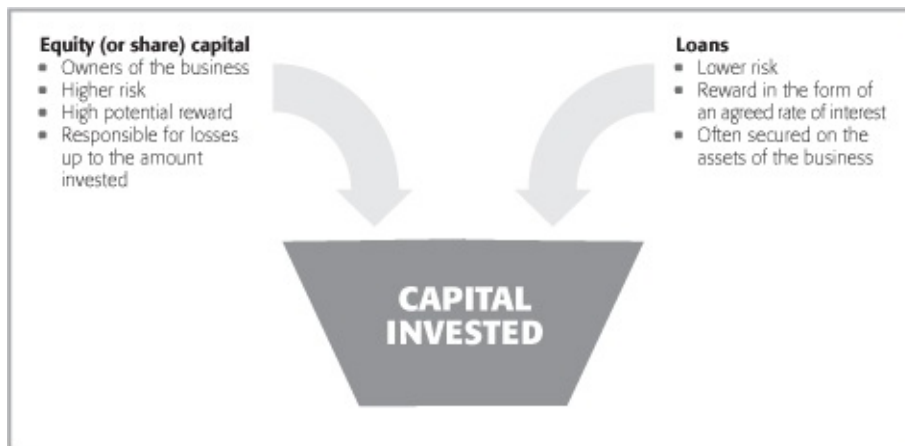 Equity (or share) capital
▪ Owners of the business
▪ Higher risk
▪ High potential reward
▪ Responsible for losses
up to the amount
invested
Loans
▪ Lower risk
▪ Reward in the form of
an agreed rate of interest
▪ Often secured on the
assets of the business
CAPITAL
INVESTED